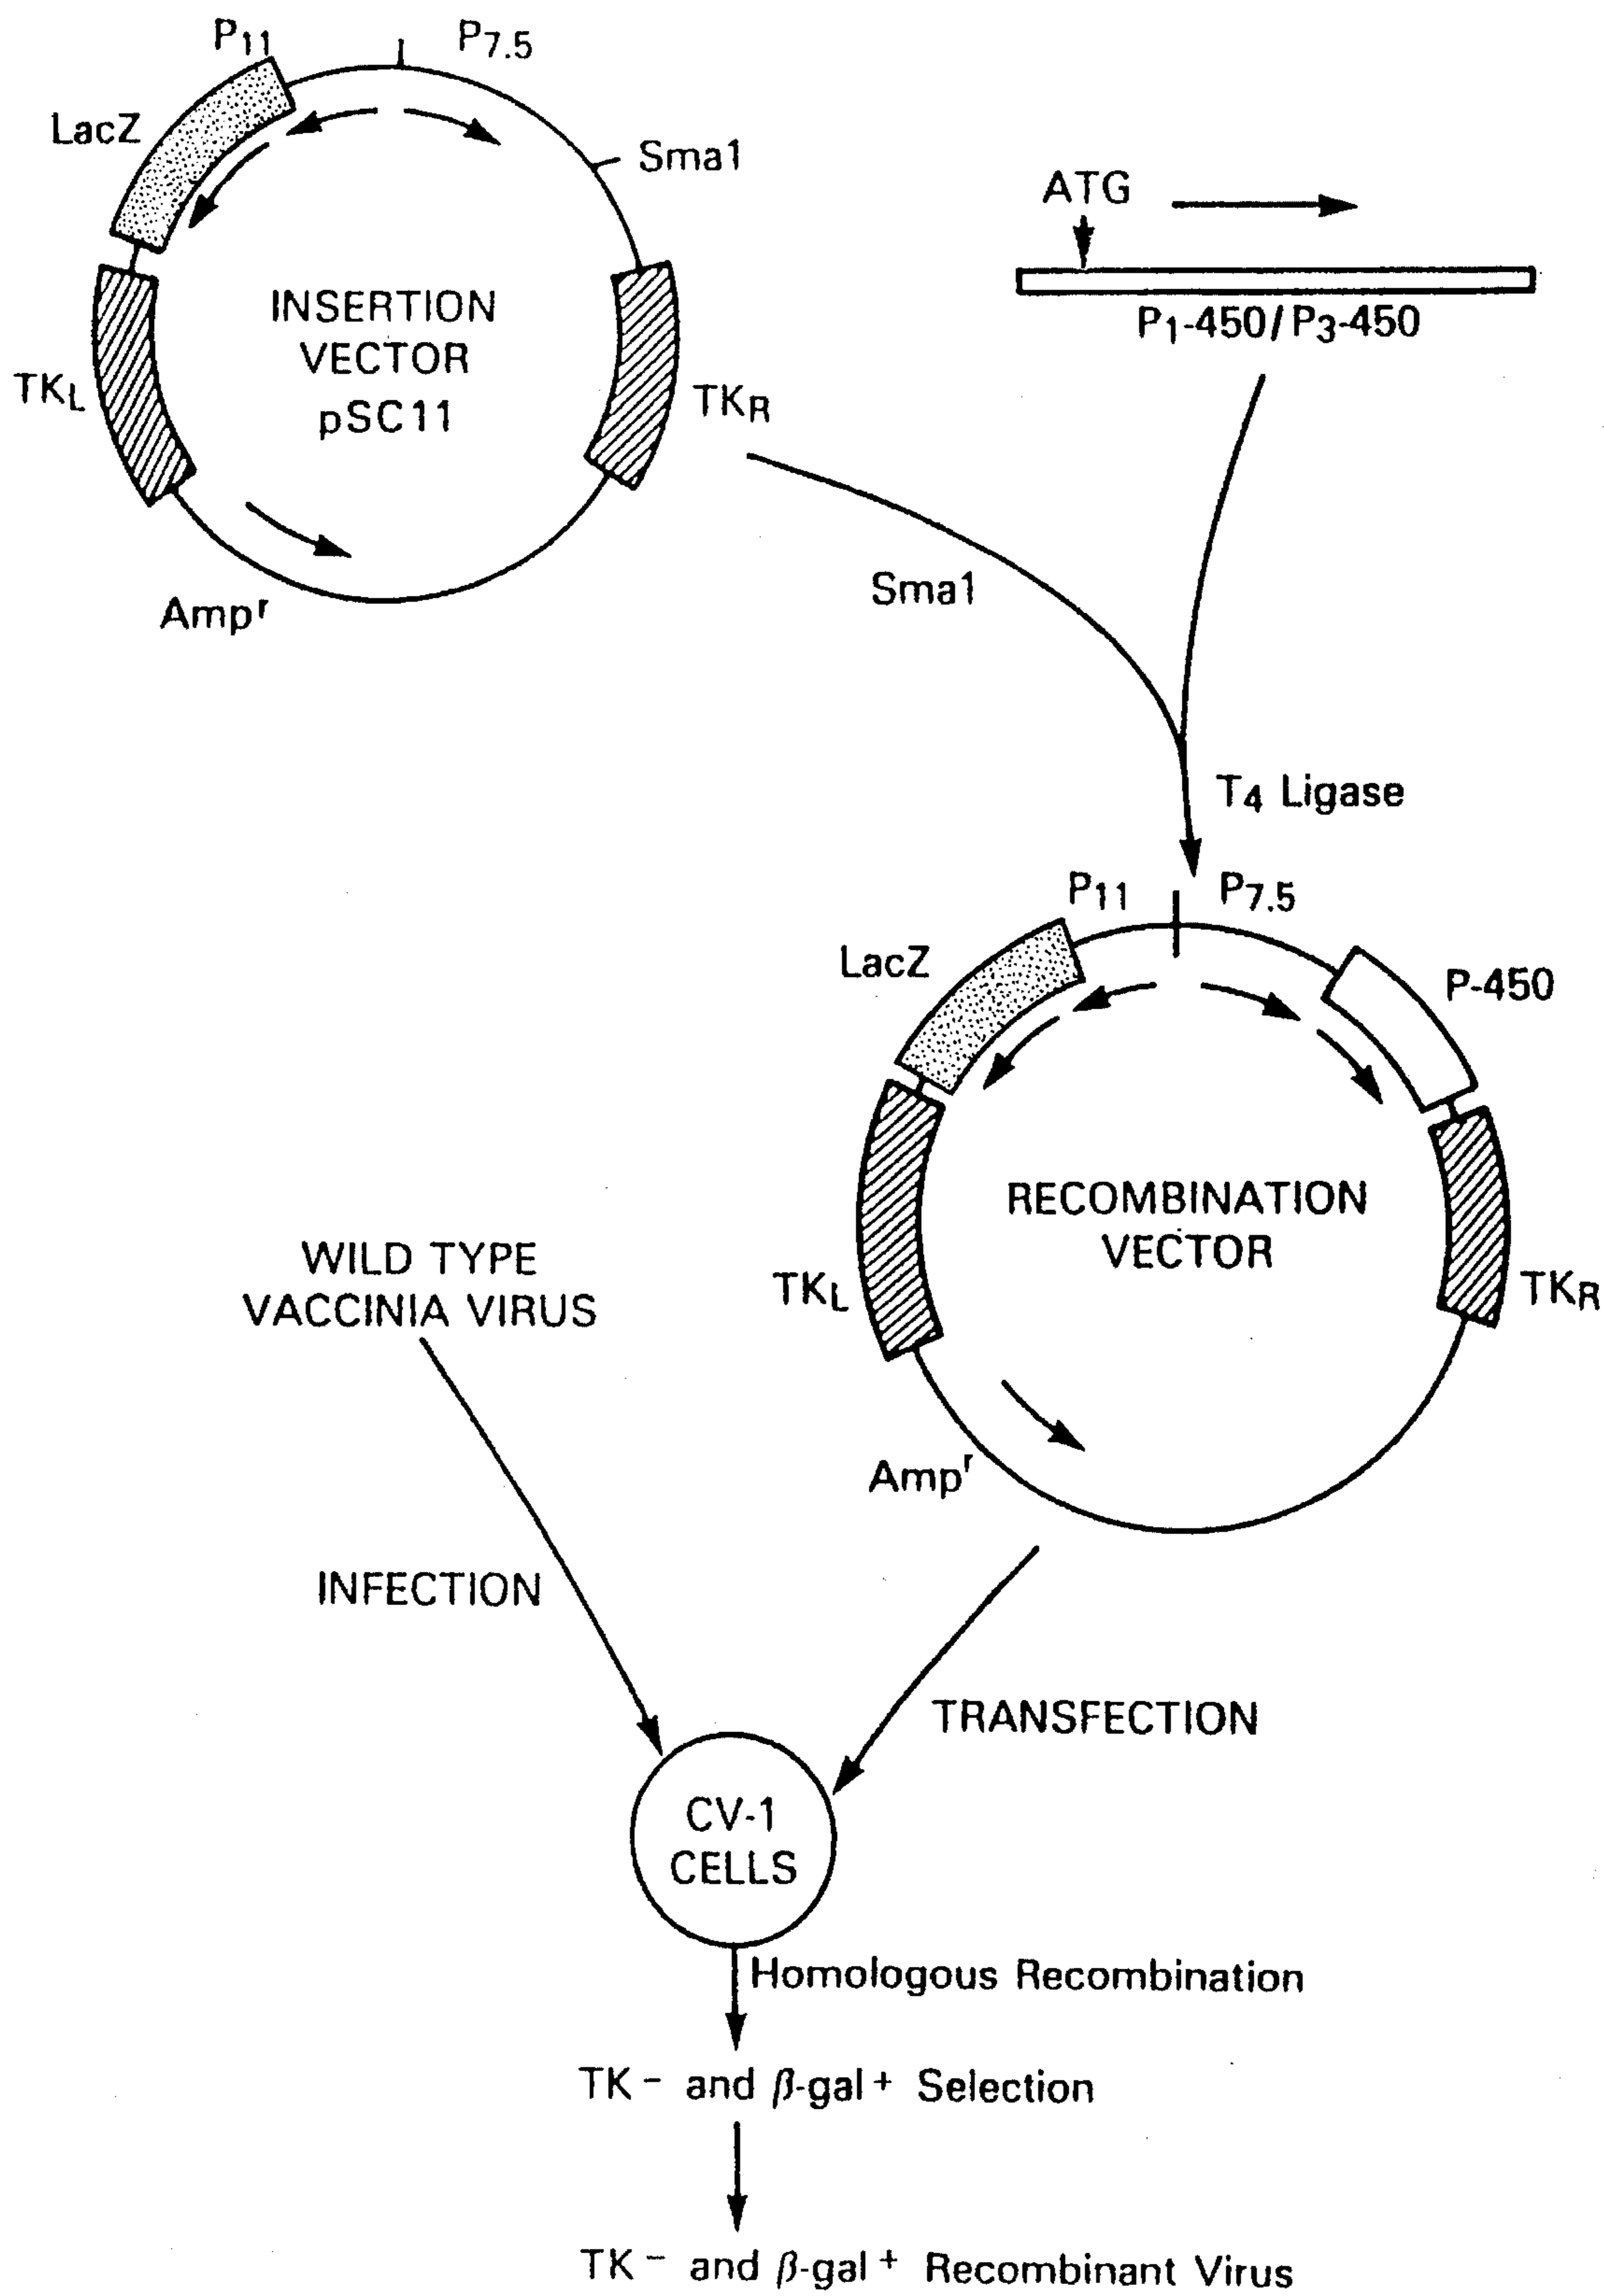 P11
P7.5
LacZ
Sma1
ATG
INSERTION
VECTOR
pSC11
P1-450/P3-450
TKL
TKR
Sma1
Ampr
T4 Ligase
P11
P7.5
LacZ
P-450
RECOMBINATION
VECTOR
WILD TYPE
VACCINIA VIRUS
TKL
TKR
Ampr
INFECTION
TRANSFECTION
CV-1
CELLS
Homologous Recombination
TK- and β-gal+ Selection
TK- and β-gal+ Recombinant Virus